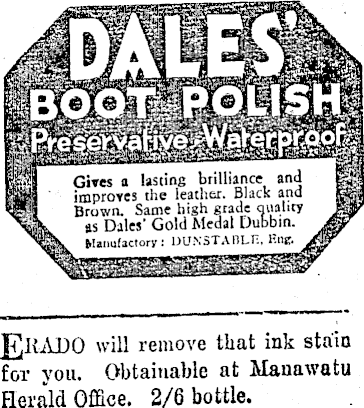 DALES'
BOOT POLISH
Preservative-Waterproof
Gives a lasting brilliance and
improves the leather. Black and
Brown. Same high grade quality
as Dales' Gold Medal Dubbin.
Manufactory: DUNSTABLE, Eng.
ERADO will remove that ink stain
for you. Obtainable at Manawatu
Herald Office. 2/6 bottle.